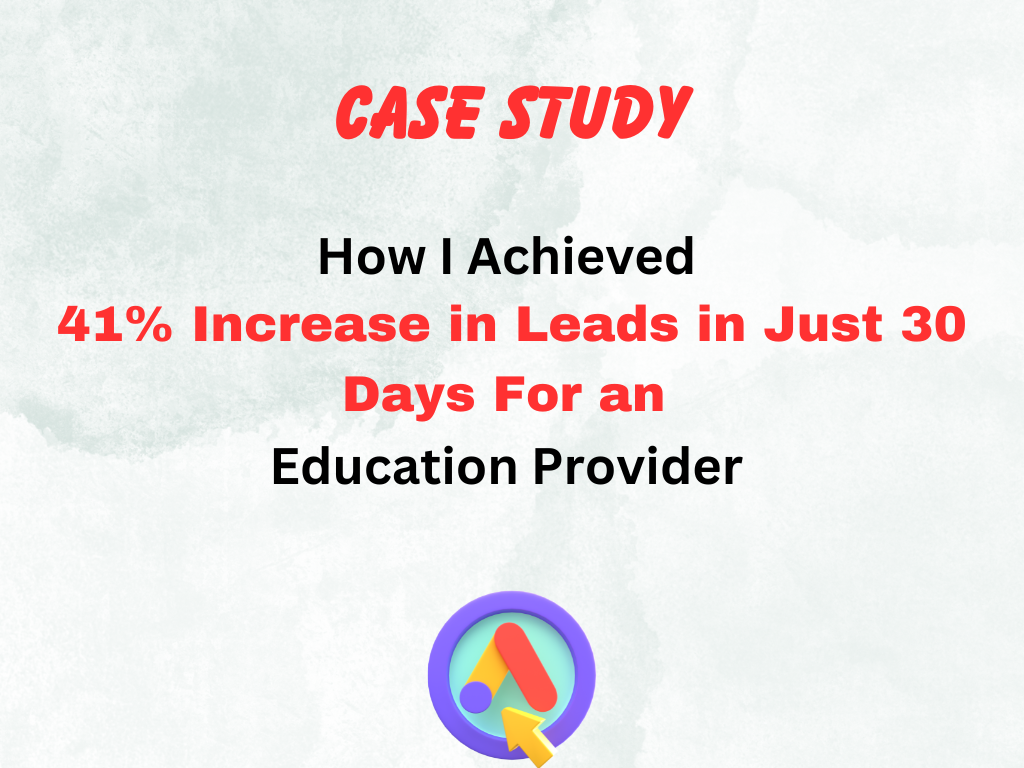 CASE STUDY
How I Achieved
41% Increase in Leads in Just 30
Days For an
Education Provider